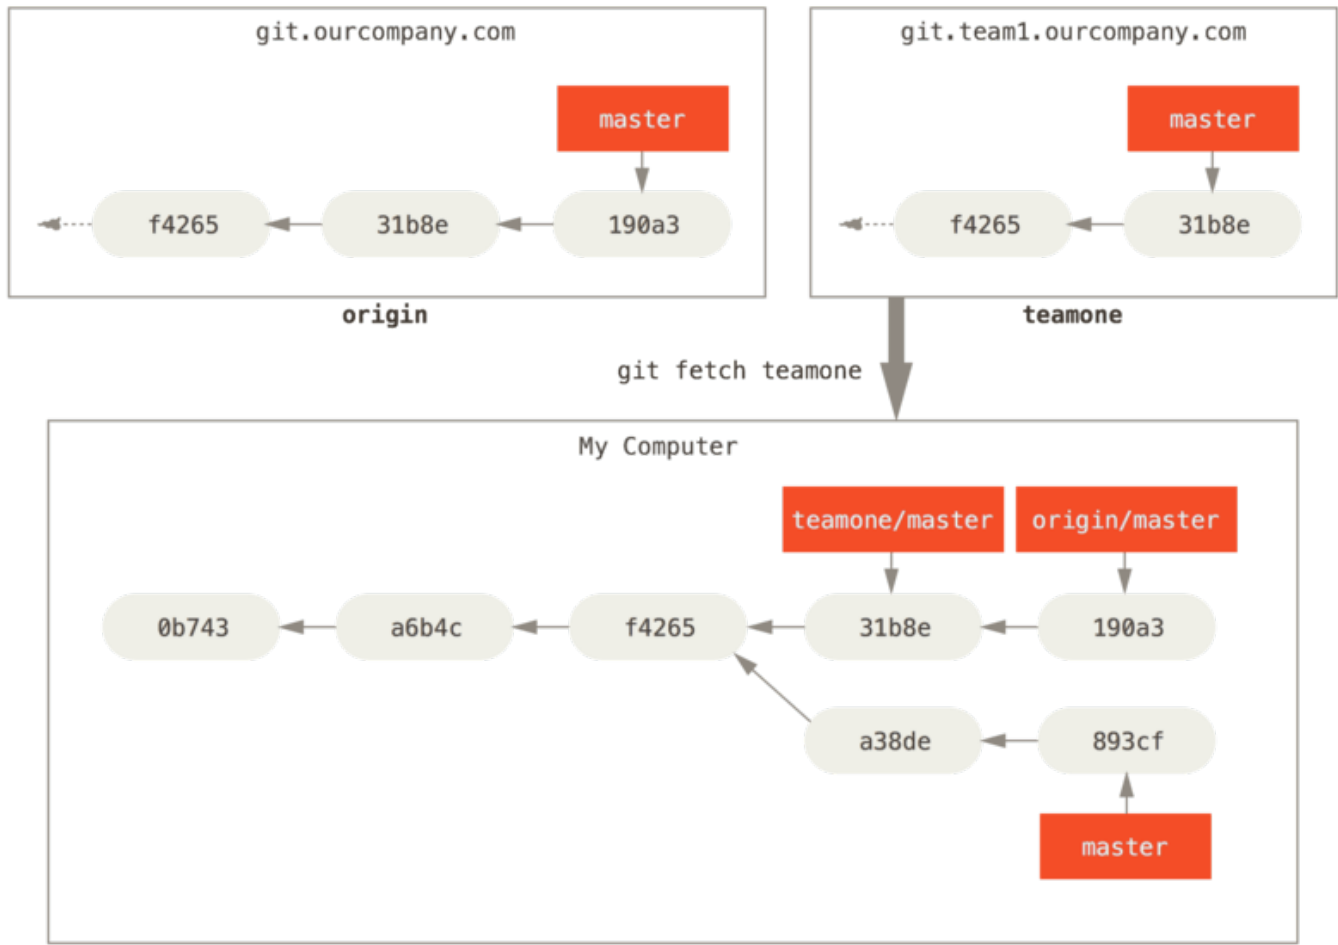 git.ourcompany.com
master
f4265
31b8e
190a3
origin
git.team1.ourcompany.com
master
f4265
31b8e
teamone
git fetch teamone
My Computer
teamone/master
origin/master
0b743
a6b4c
f4265
31b8e
190a3
a38de
893cf
master